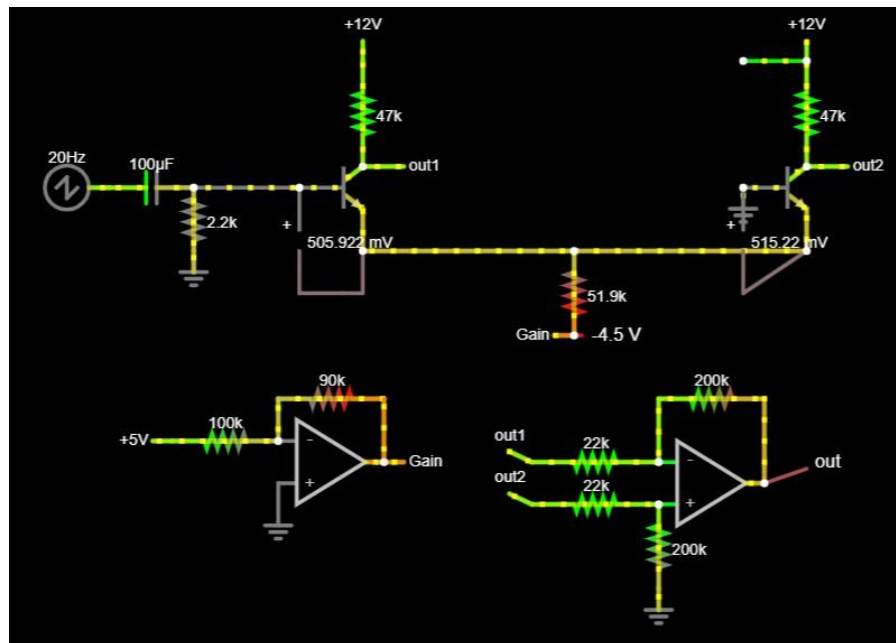 +12V
+12V
47k
47k
20Hz
100µF
out1
out2
2.2k
+
505.922 mV
+
515.22 mV
51.9k
Gain
-4.5 V
90k
200k
100k
+5V
-
+
Gain
out1
22k
out2
22k
-
+
out
200k